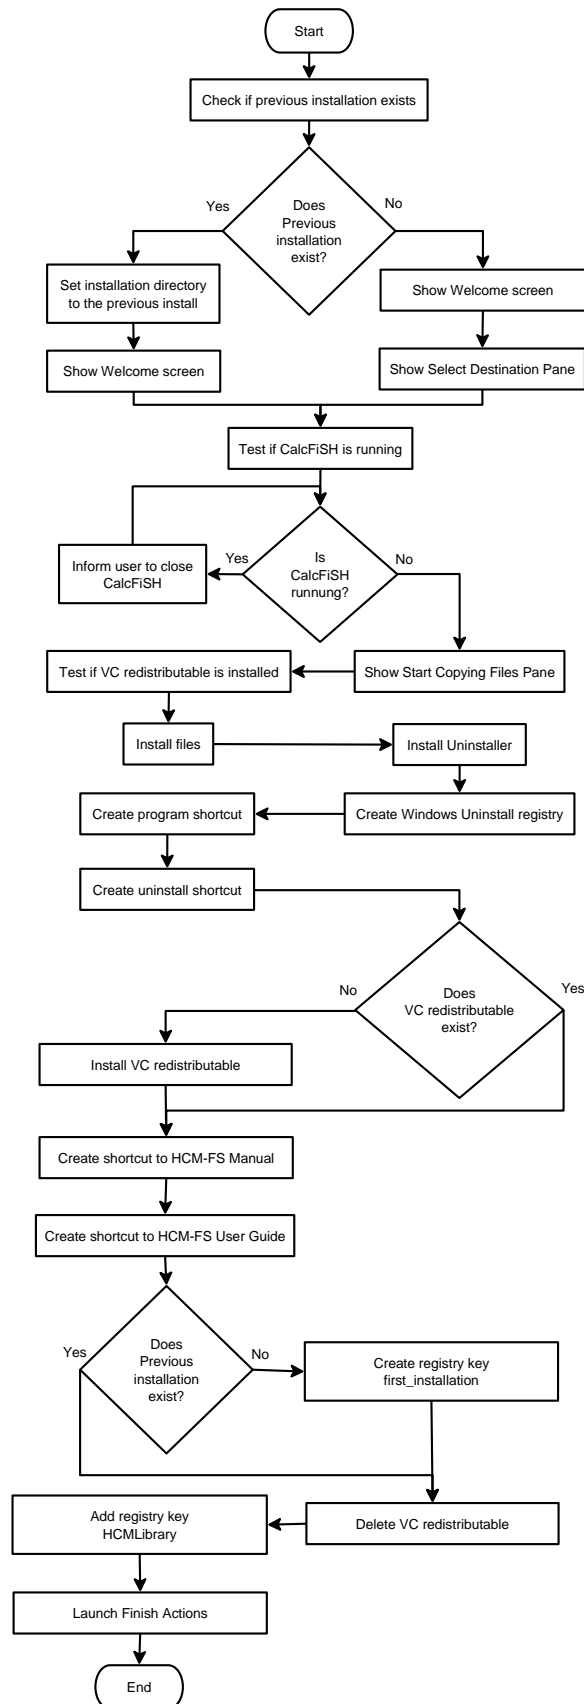 Start
Check if previous installation exists
Yes
Does
Previous
installation
exist?
No
Set installation directory
to the previous install
Show Welcome screen
Show Welcome screen
Show Select Destination Pane
Test if CalcFiSH is running
Inform user to close
CalcFiSH
Yes
Is
CalcFiSH
runnung?
No
Test if VC redistributable is installed
Show Start Copying Files Pane
Install files
Install Uninstaller
Create program shortcut
Create Windows Uninstall registry
Create uninstall shortcut
No
Does
VC redistributable
exist?
Yes
Install VC redistributable
Create shortcut to HCM-FS Manual
Create shortcut to HCM-FS User Guide
Yes
Does
Previous
installation
exist?
No
Create registry key
first_installation
Add registry key
HCMLibrary
Delete VC redistributable
Launch Finish Actions
End